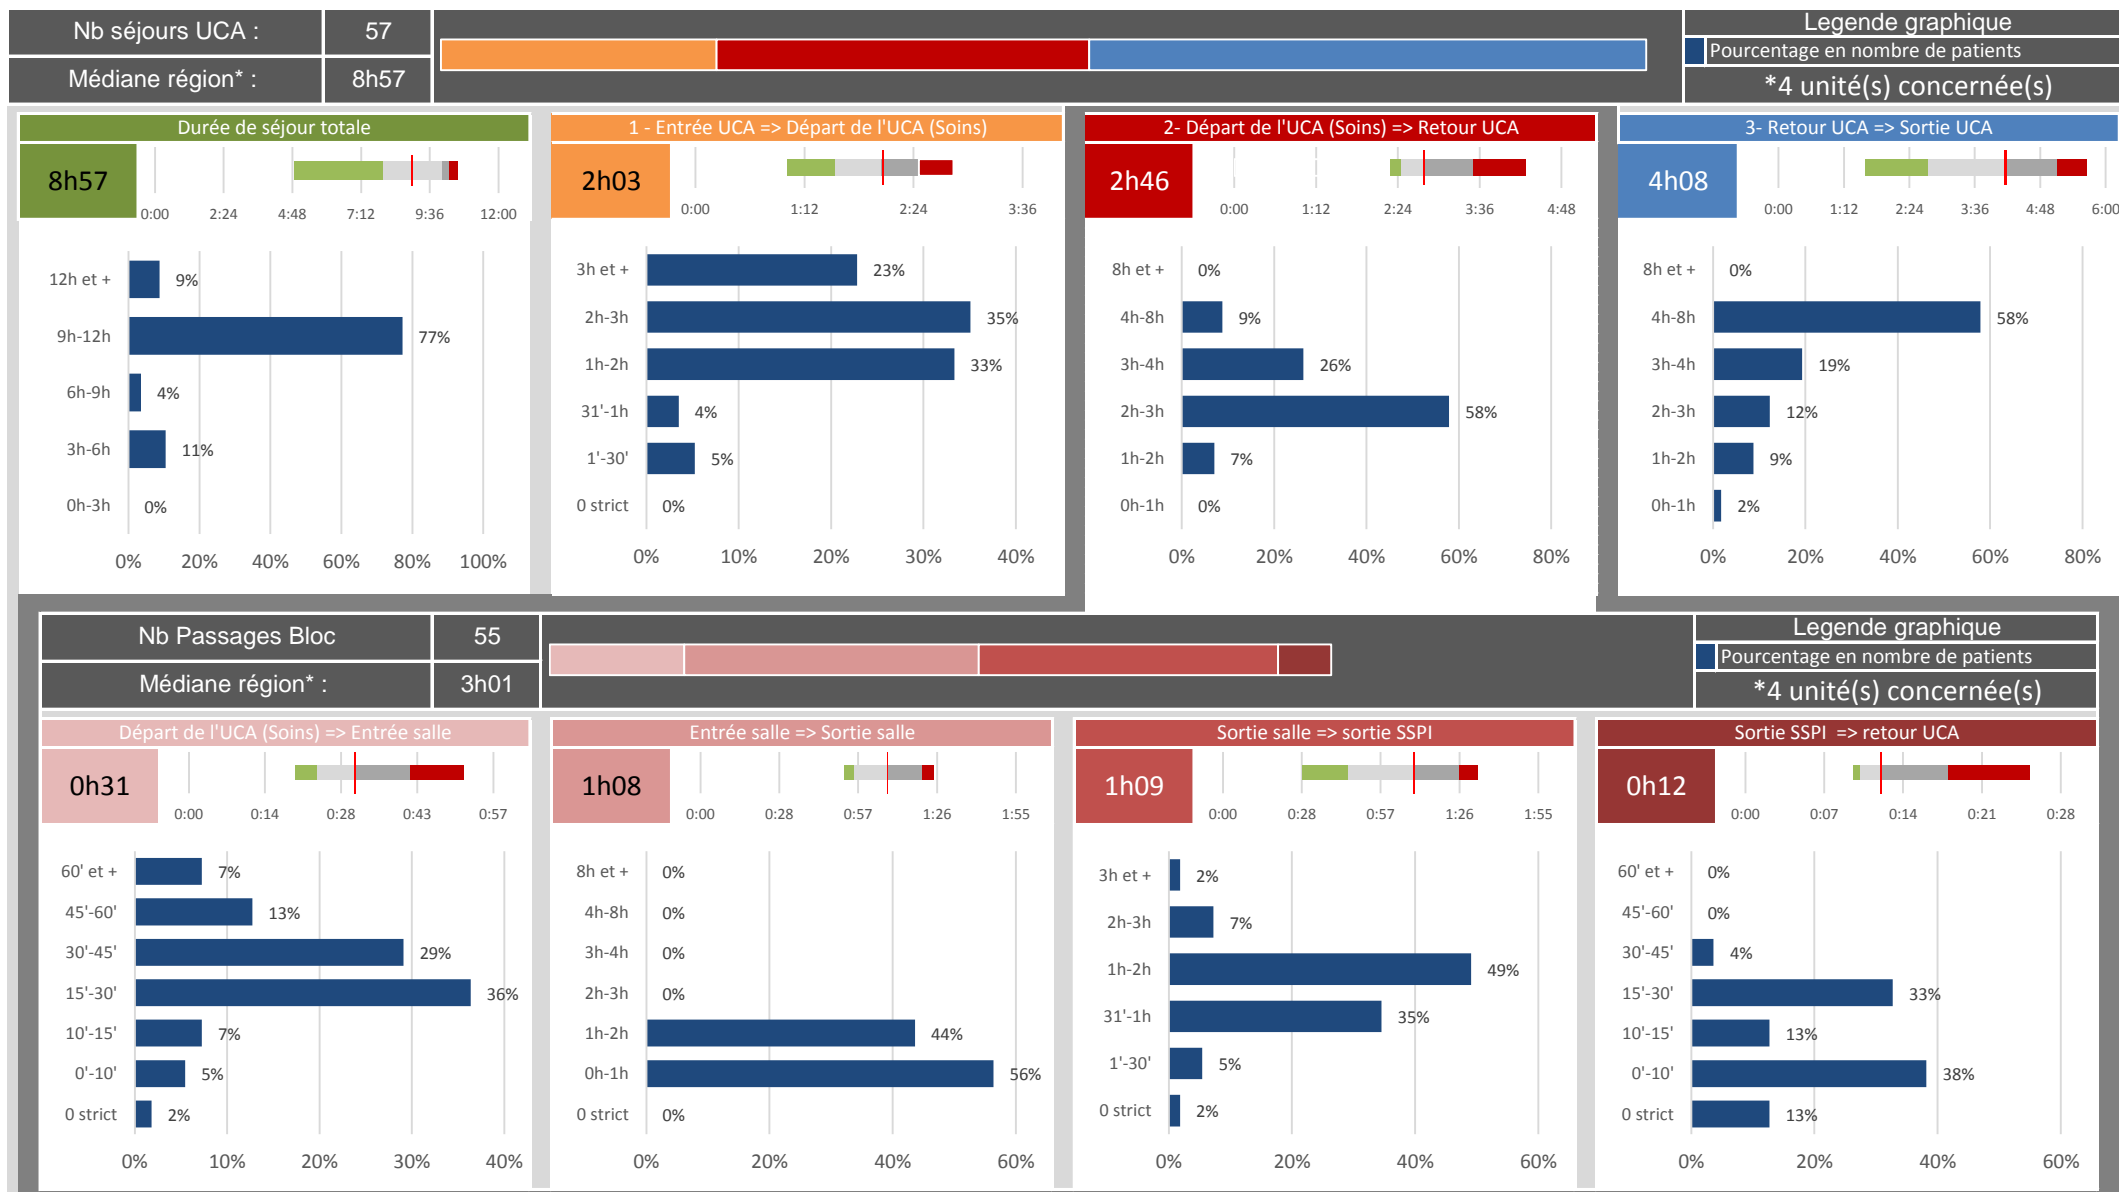 Nb séjours UCA : 57
Médiane région* : 8h57
Legende graphique
Pourcentage en nombre de patients
*4 unité(s) concernée(s)
Durée de séjour totale
8h57
0:00 2:24 4:48 7:12 9:36 12:00
12h et + 9%
9h-12h 77%
6h-9h 4%
3h-6h 11%
0h-3h 0%
0% 20% 40% 60% 80% 100%
1 - Entrée UCA => Départ de l'UCA (Soins)
2h03
0:00 1:12 2:24 3:36
3h et + 23%
2h-3h 35%
1h-2h 33%
31'-1h 4%
1'-30' 5%
0 strict 0%
0% 10% 20% 30% 40%
2- Départ de l'UCA (Soins) => Retour UCA
2h46
0:00 1:12 2:24 3:36 4:48
8h et + 0%
4h-8h 9%
3h-4h 26%
2h-3h 58%
1h-2h 7%
0h-1h 0%
0% 20% 40% 60% 80%
3- Retour UCA => Sortie UCA
4h08
0:00 1:12 2:24 3:36 4:48 6:00
8h et + 0%
4h-8h 58%
3h-4h 19%
2h-3h 12%
1h-2h 9%
0h-1h 2%
0% 20% 40% 60% 80%
Nb Passages Bloc 55
Médiane région* : 3h01
Legende graphique
Pourcentage en nombre de patients
*4 unité(s) concernée(s)
Départ de l'UCA (Soins) => Entrée salle
0h31
0:00 0:14 0:28 0:43 0:57
60' et + 7%
45'-60' 13%
30'-45' 29%
15'-30' 36%
10'-15' 7%
0'-10' 5%
0 strict 2%
0% 10% 20% 30% 40%
Entrée salle => Sortie salle
1h08
0:00 0:28 0:57 1:26 1:55
8h et + 0%
4h-8h 0%
3h-4h 0%
2h-3h 0%
1h-2h 44%
0h-1h 56%
0 strict 0%
0% 20% 40% 60%
Sortie salle => sortie SSPI
1h09
0:00 0:28 0:57 1:26 1:55
3h et + 2%
2h-3h 7%
1h-2h 49%
31'-1h 35%
1'-30' 5%
0 strict 2%
0% 20% 40% 60%
Sortie SSPI => retour UCA
0h12
0:00 0:07 0:14 0:21 0:28
60' et + 0%
45'-60' 0%
30'-45' 4%
15'-30' 33%
10'-15' 13%
0'-10' 38%
0 strict 13%
0% 20% 40% 60%